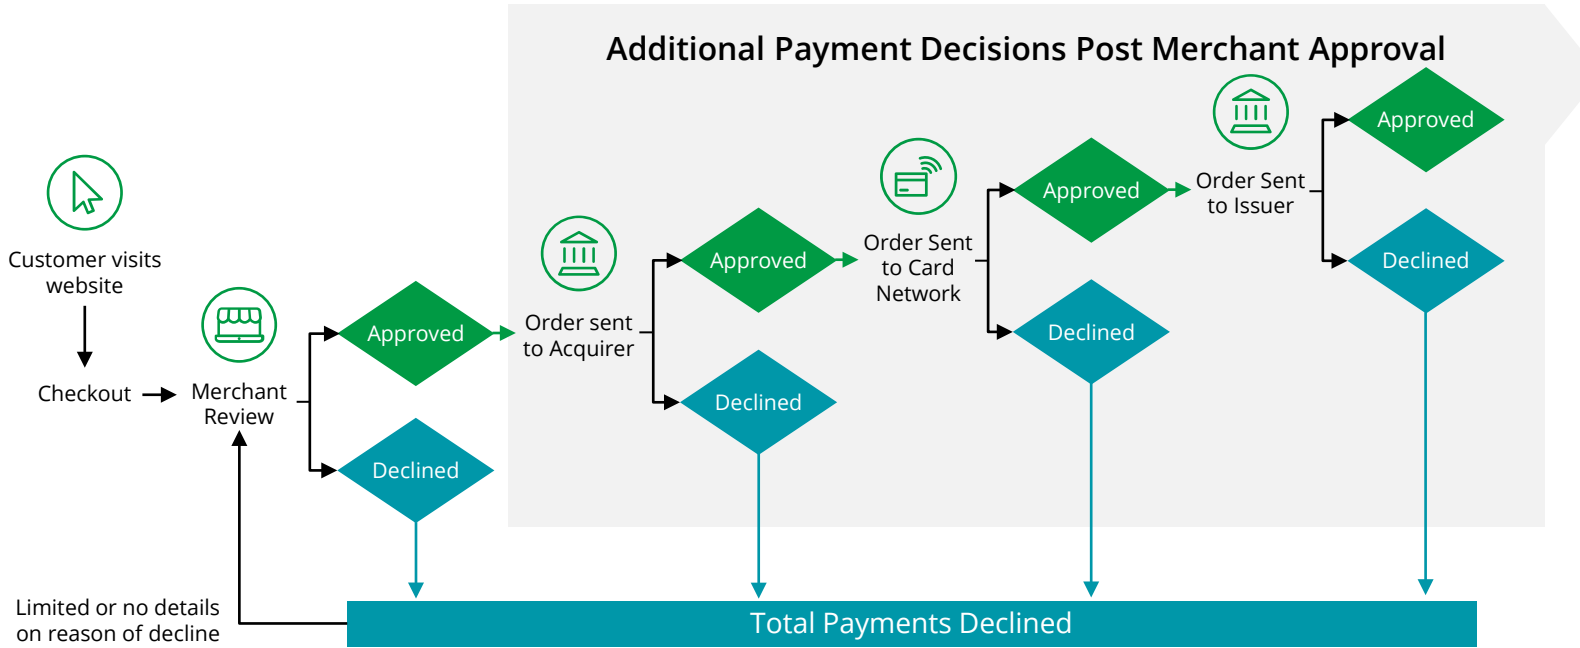 Additional Payment Decisions Post Merchant Approval
Customer visits
website
Checkout
Merchant
Review
Approved
Declined
Order sent
to Acquirer
Approved
Declined
Order Sent
to Card
Network
Approved
Declined
Order Sent
to Issuer
Approved
Declined
Limited or no details
on reason of decline
Total Payments Declined